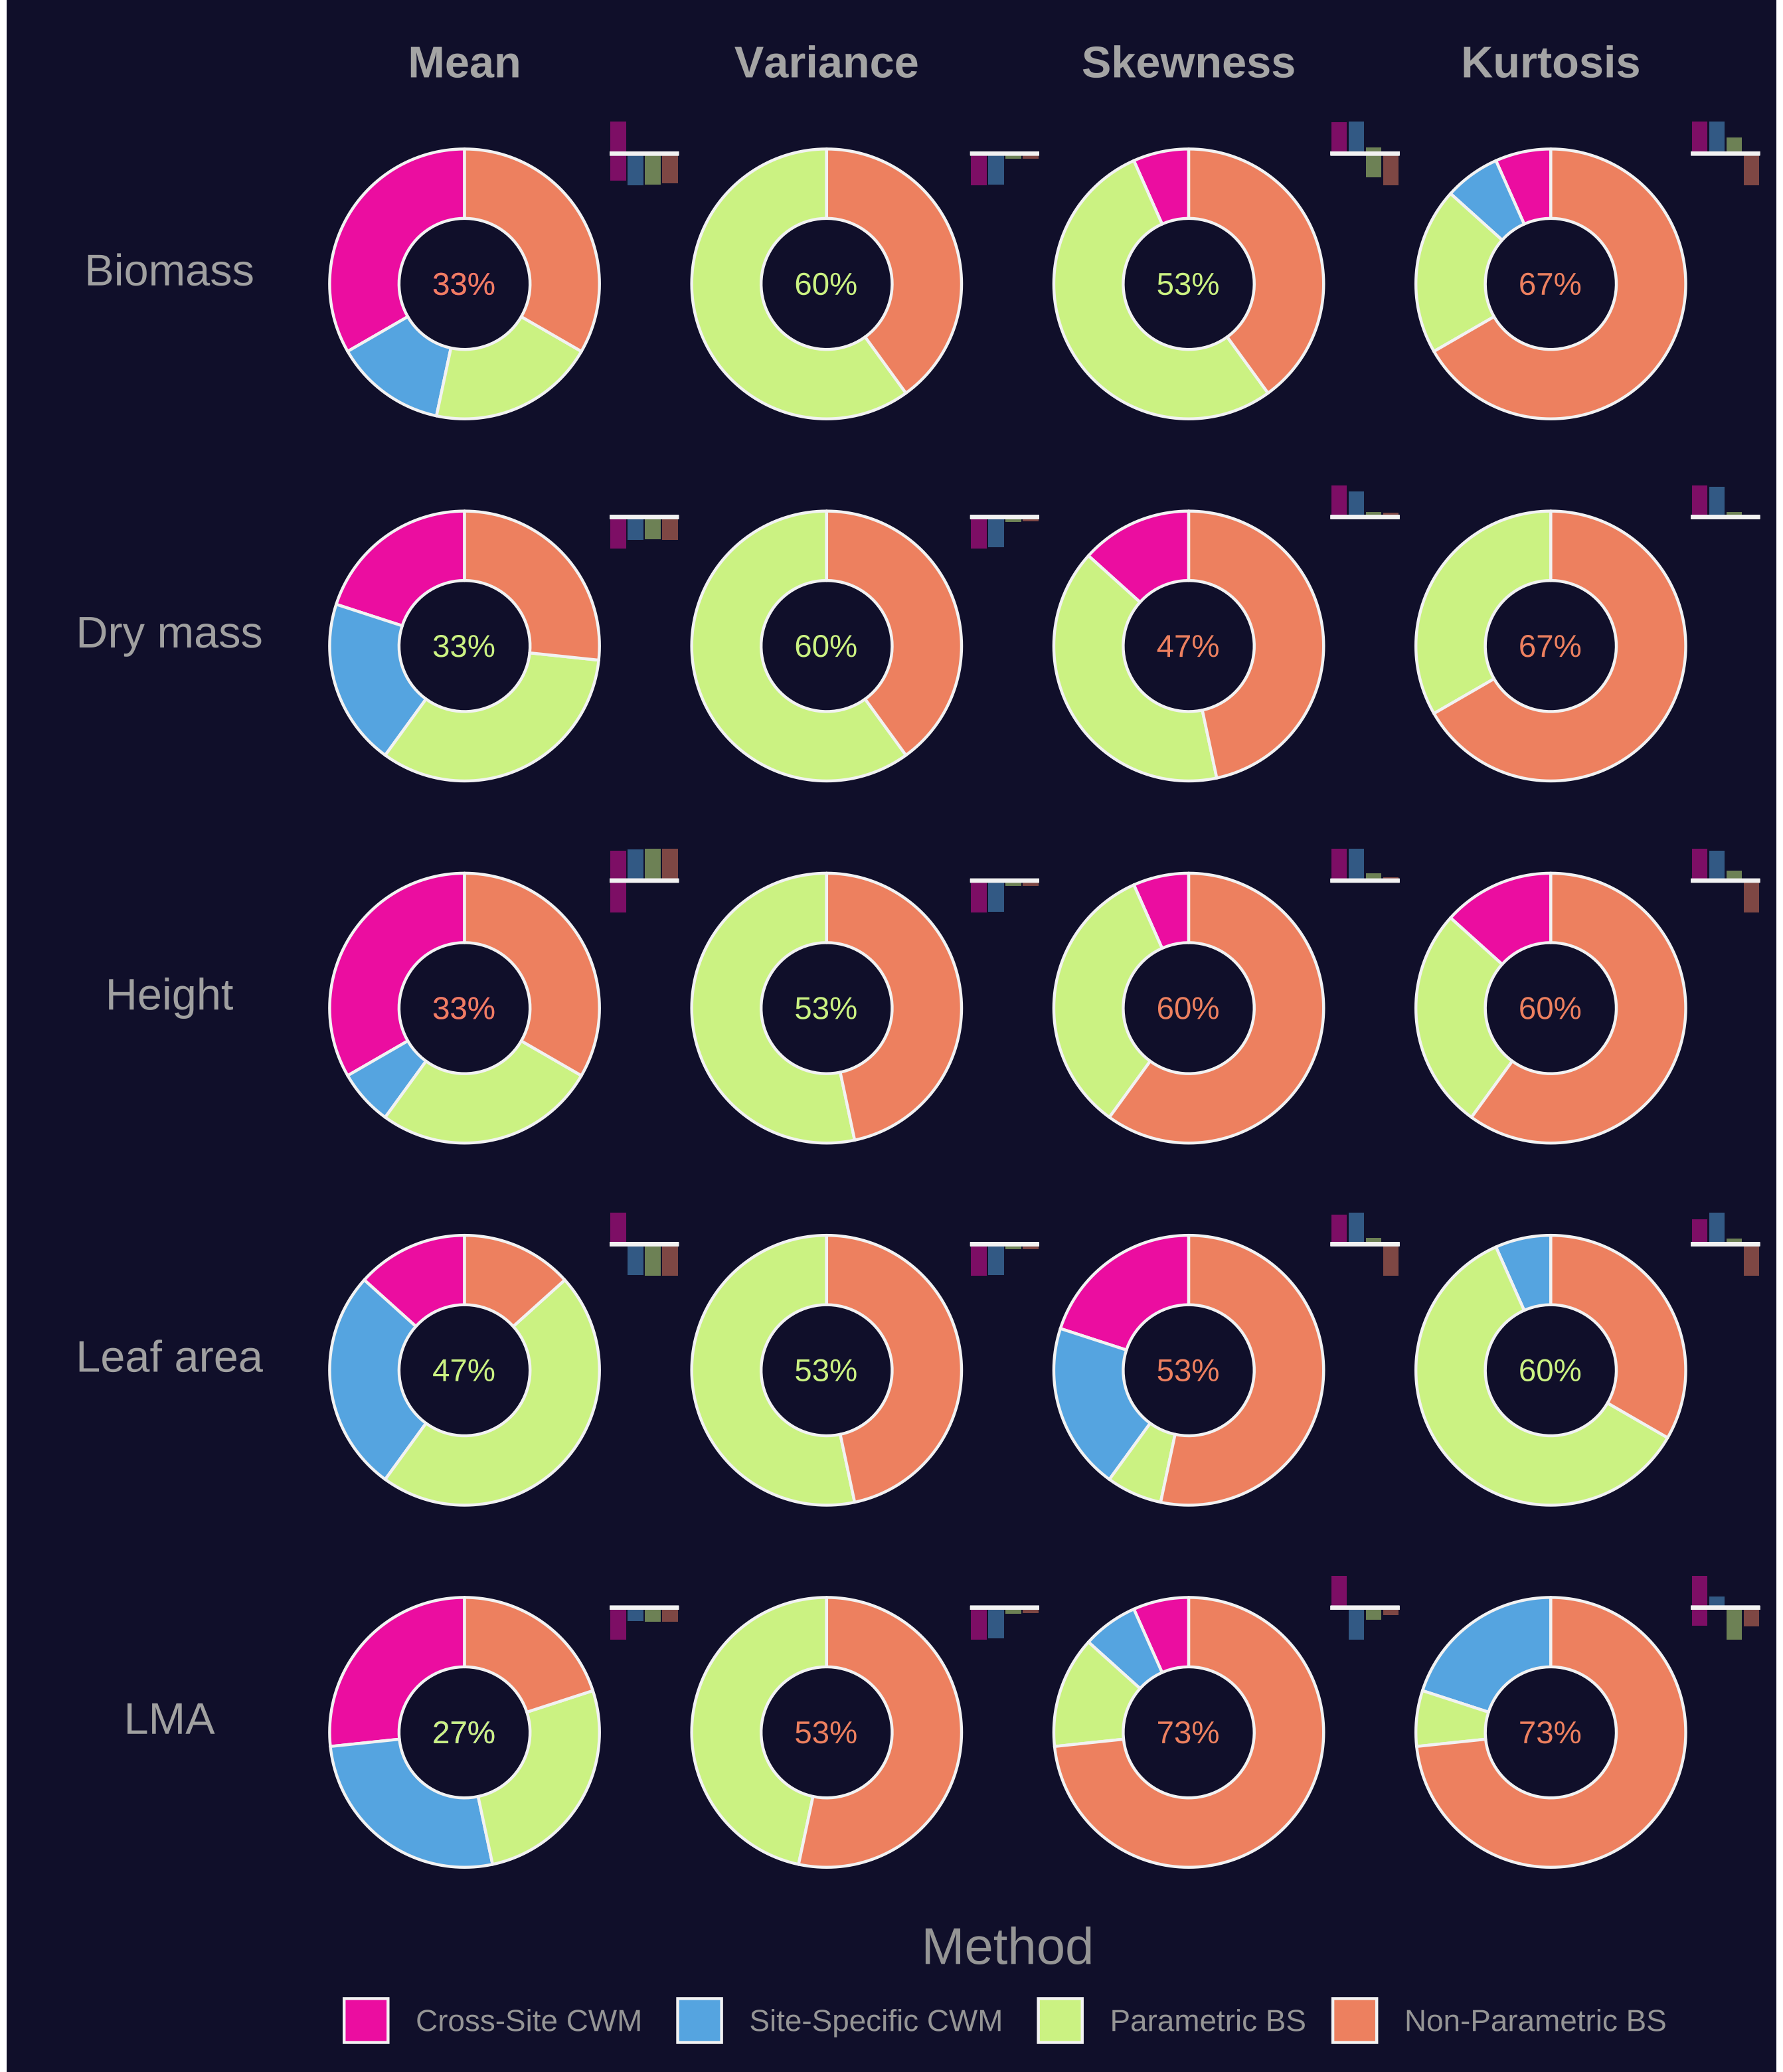 Mean Variance Skewness Kurtosis
Biomass 33% 60% 53% 67%
Dry mass 33% 60% 47% 67%
Height 33% 53% 60% 60%
Leaf area 47% 53% 53% 60%
LMA 27% 53% 73% 73%
Method
Cross-Site CWM Site-Specific CWM Parametric BS Non-Parametric BS